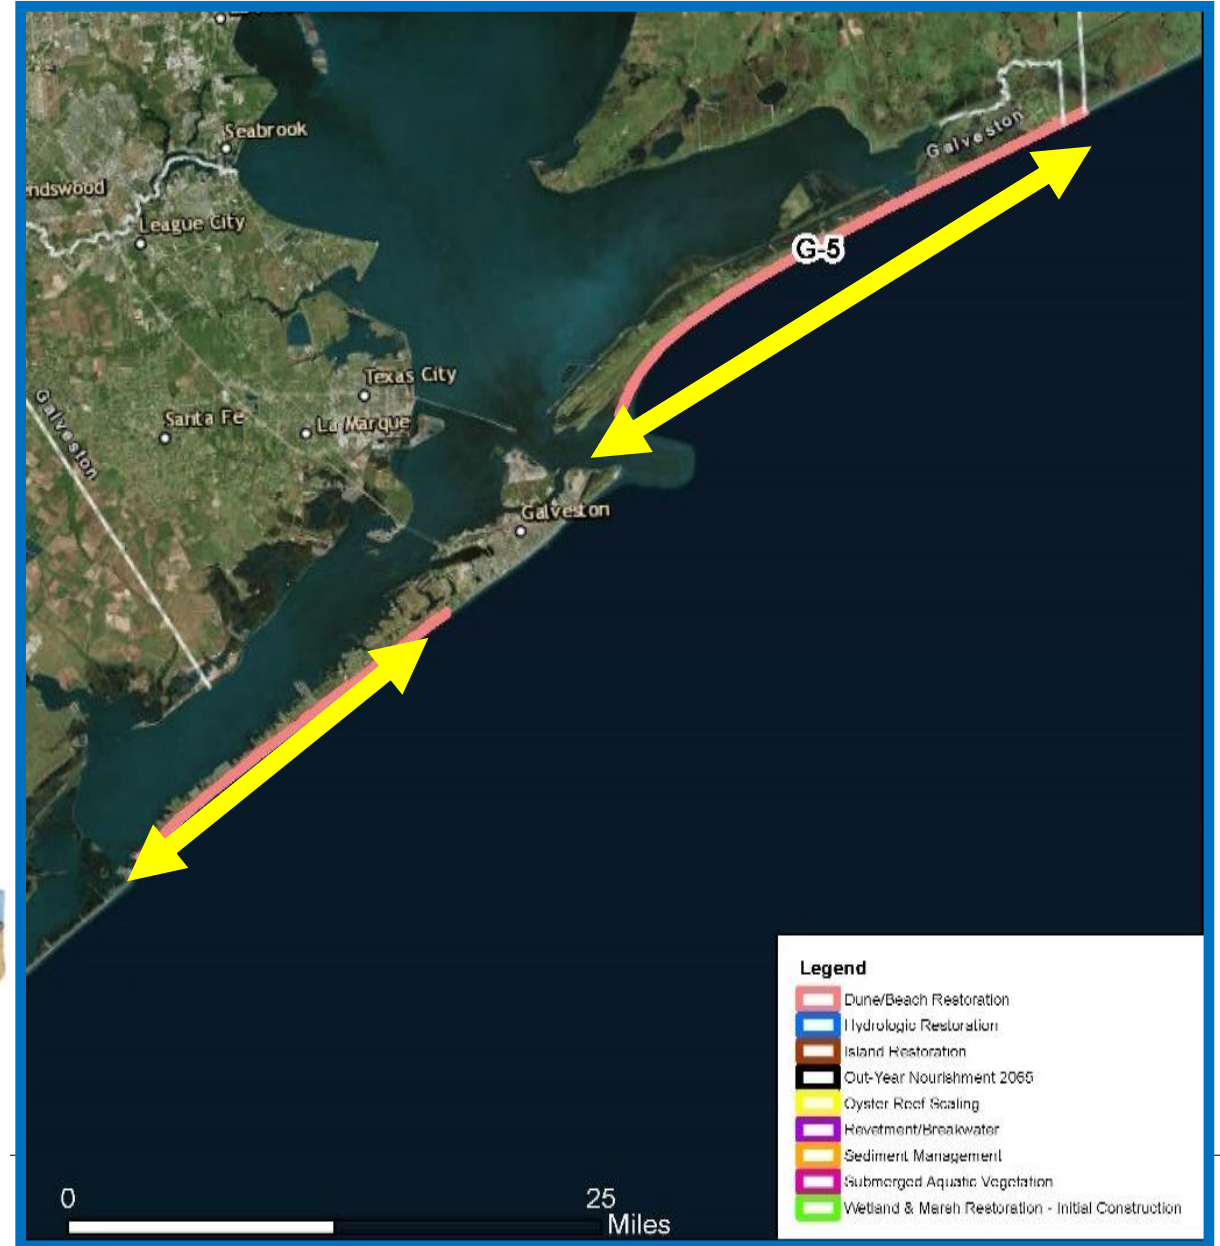 Seabrook
ndswood
League City
Galveston
G-5
Texas City
Galveston
Santa Fe
La Marque
Galveston
Legend
Dune/Beach Restoration
Hydrologic Restoration
Island Restoration
Out-Year Nourishment 2065
Oyster Reef Scaling
Revetment/Breakwater
Sediment Management
Submerged Aquatic Vegetation
Wetland & Marsh Restoration - Initial Construction
0
25
Miles